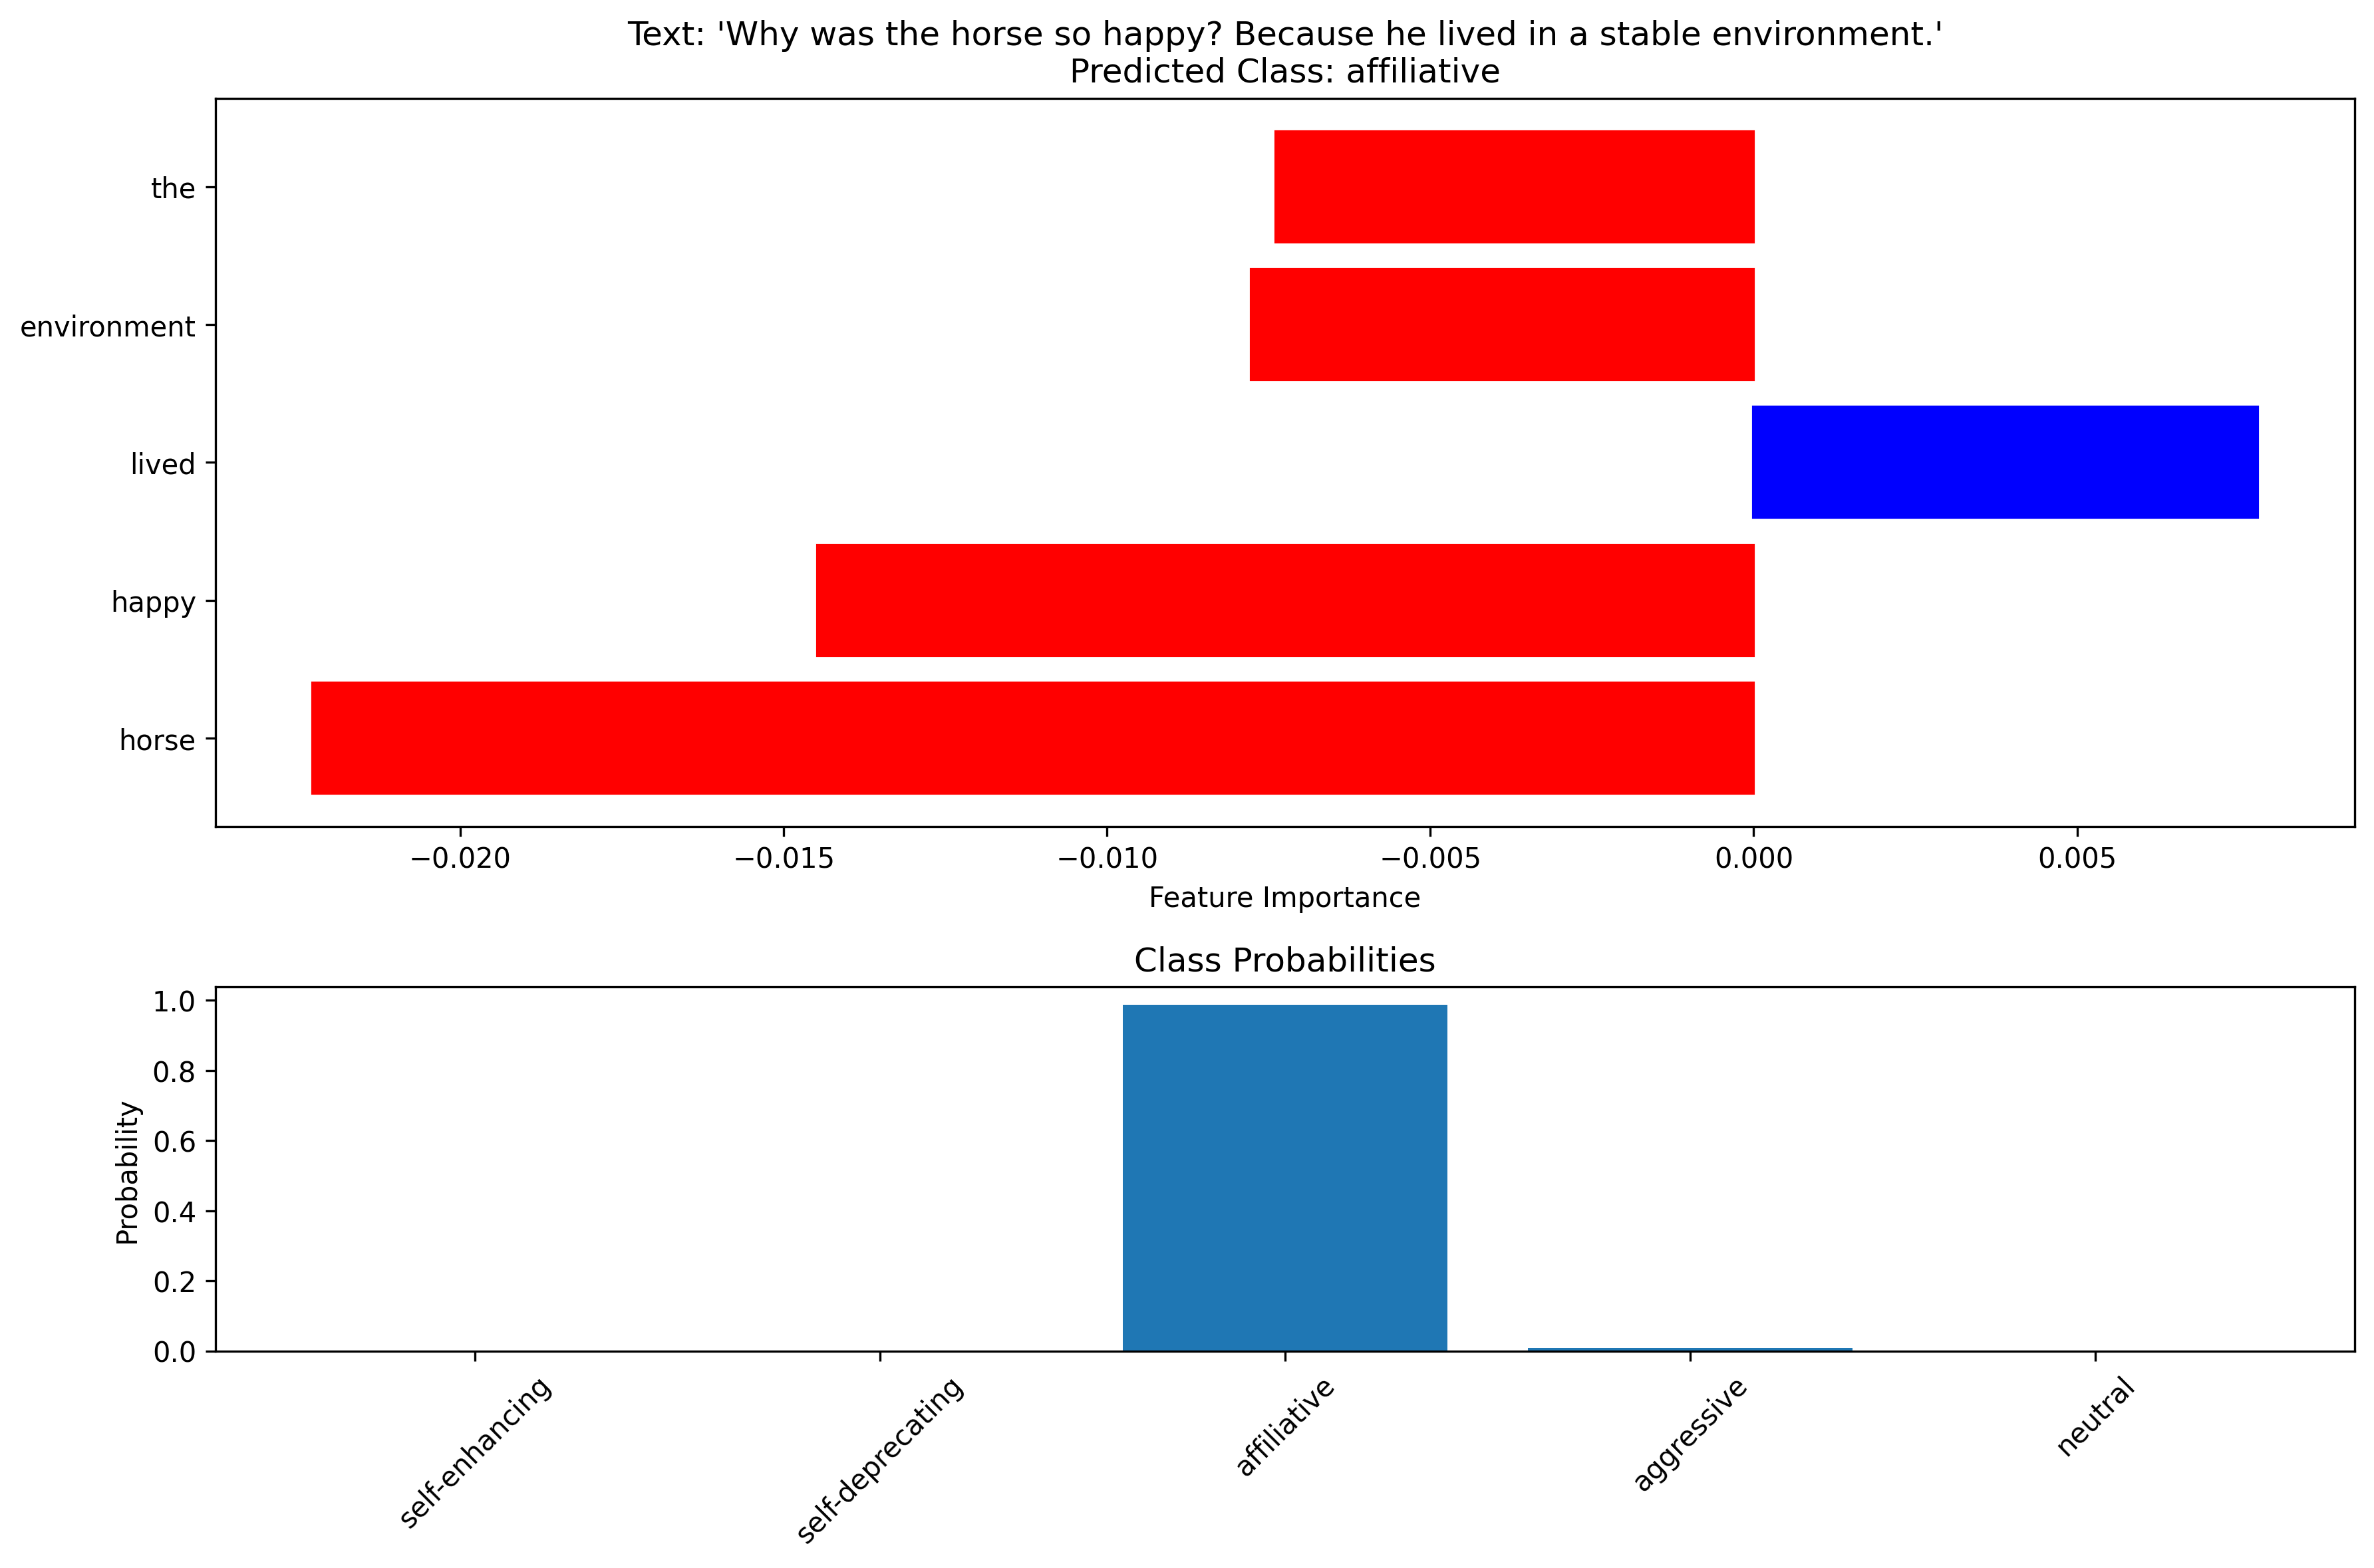 Text: 'Why was the horse so happy? Because he lived in a stable environment.'
Predicted Class: affiliative
the
environment
lived
happy
horse
−0.020 −0.015 −0.010 −0.005 0.000 0.005
Feature Importance
Class Probabilities
1.0
0.8
0.6
0.4
0.2
0.0
Probability
self-enhancing self-deprecating affiliative aggressive neutral